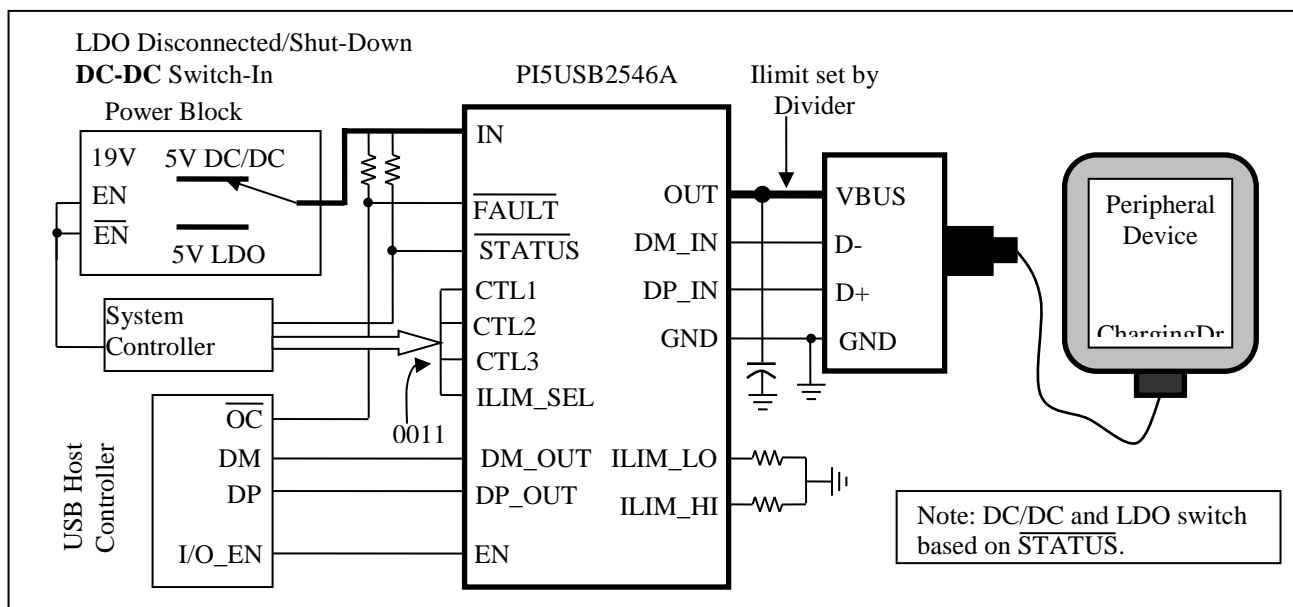 LDO Disconnected/Shut-Down
DC-DC Switch-In
Power Block
19V
5V DC/DC
EN
EN
5V LDO
System
Controller
USB Host
Controller
OC
DM
DP
I/O_EN
0011
PI5USB2546A
IN
FAULT
STATUS
CTL1
CTL2
CTL3
ILIM_SEL
DM_OUT
DP_OUT
EN
OUT
DM_IN
DP_IN
GND
ILIM_LO
ILIM_HI
Ilimit set by
Divider
VBUS
D-
D+
GND
Peripheral
Device
ChargingDr
Note: DC/DC and LDO switch
based on STATUS.